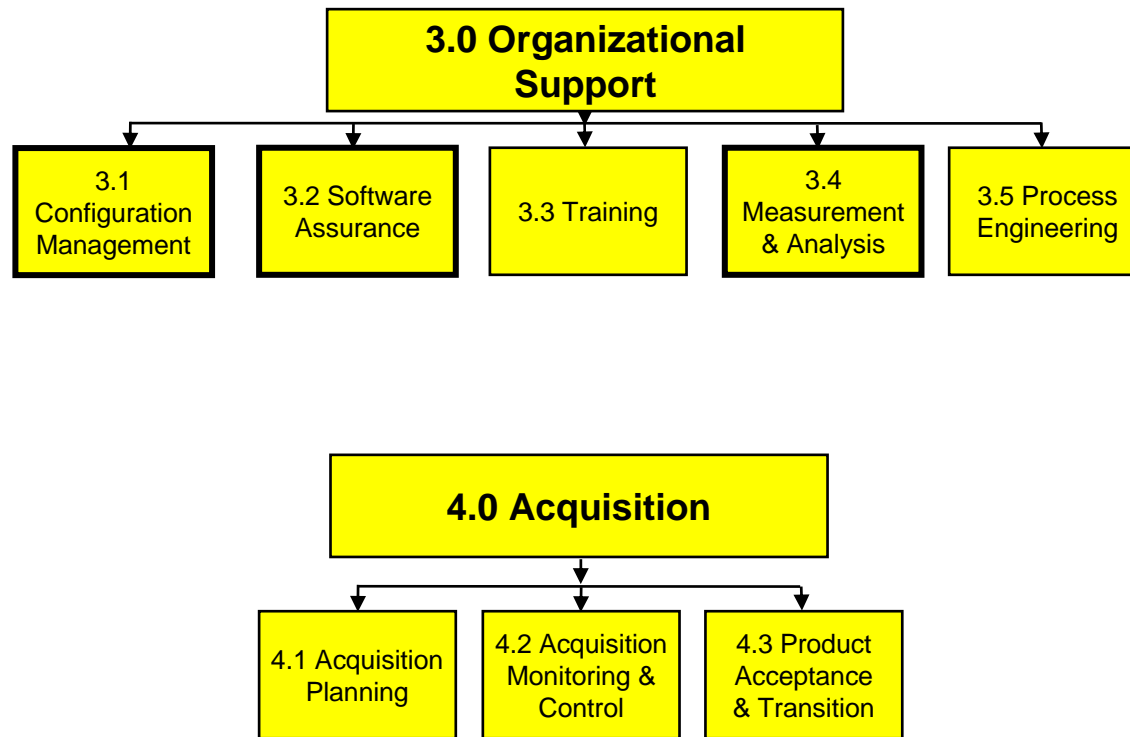 3.0 Organizational
Support
3.1
Configuration
Management
3.2 Software
Assurance
3.3 Training
3.4
Measurement
& Analysis
3.5 Process
Engineering
4.0 Acquisition
4.1 Acquisition
Planning
4.2 Acquisition
Monitoring &
Control
4.3 Product
Acceptance
& Transition